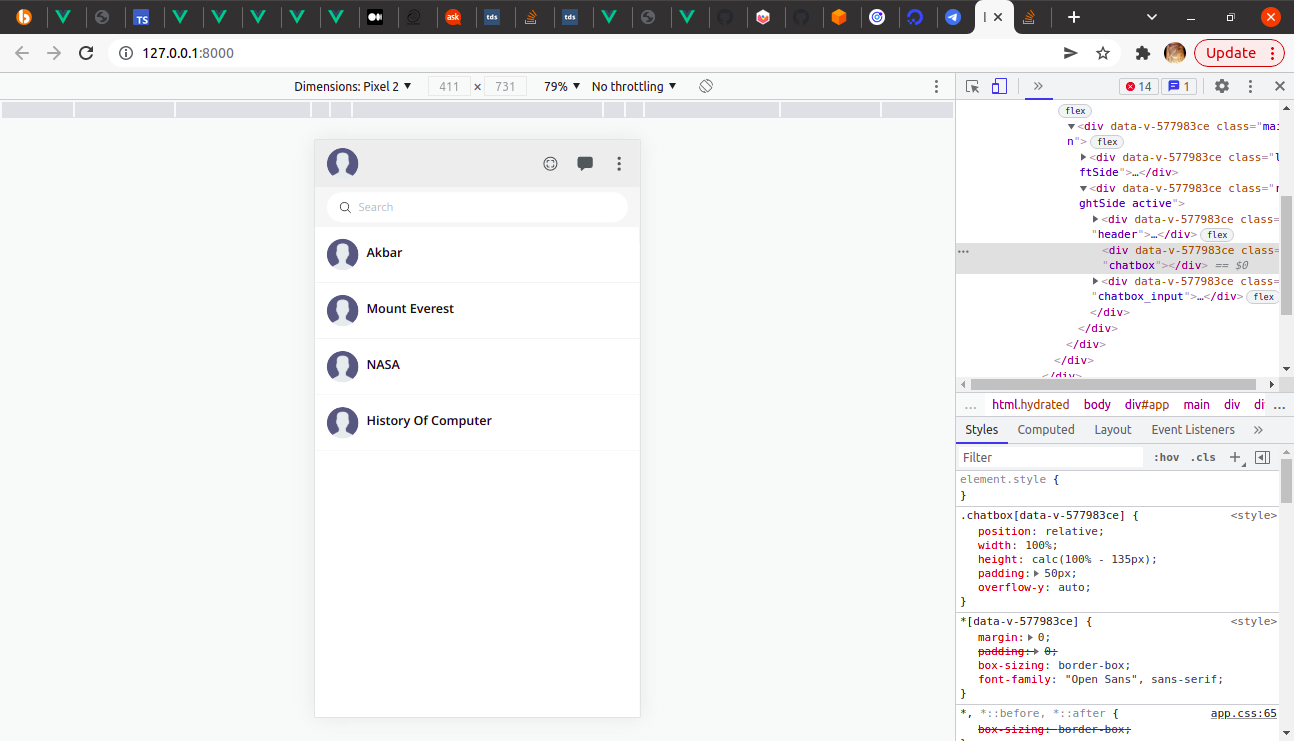 TS
ask
tds
tds
127.0.0.1:8000
Update
Dimensions: Pixel 2
411
x
731
79%
No throttling
14
1
flex
<div data-v-577983ce class="mai
n">
flex
<div data-v-577983ce class="l
ftSide">…</div>
<div data-v-577983ce class="r
ghtSide active">
<div data-v-577983ce class=
"header">…</div>
flex
<div data-v-577983ce class=
"chatbox"></div> == $0
<div data-v-577983ce class=
"chatbox_input">…</div>
flex
</div>
</div>
</div>
</div>
</div>
... html.hydrated body div#app main div di ...
Styles Computed Layout Event Listeners
Filter
:hov .cls
element.style {
}
.chatbox[data-v-577983ce] { <style>
position: relative;
width: 100%;
height: calc(100% - 135px);
padding: 50px;
overflow-y: auto;
}
*[data-v-577983ce] { <style>
margin: 0;
padding: 0;
box-sizing: border-box;
font-family: "Open Sans", sans-serif;
}
*, *::before, *::after { app.css:65
box-sizing: border-box;
Search
Akbar
Mount Everest
NASA
History Of Computer